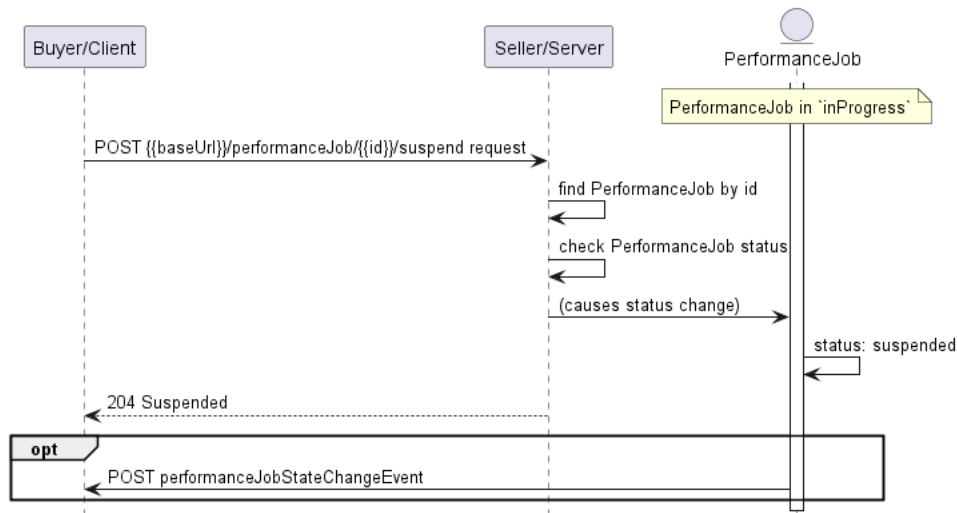 Buyer/Client
Seller/Server
PerformanceJob
PerformanceJob in `inProgress`
POST {{baseUrl}}/performanceJob/{{id}}/suspend request
find PerformanceJob by id
check PerformanceJob status
(causes status change)
status: suspended
204 Suspended
opt
POST performanceJobStateChangeEvent